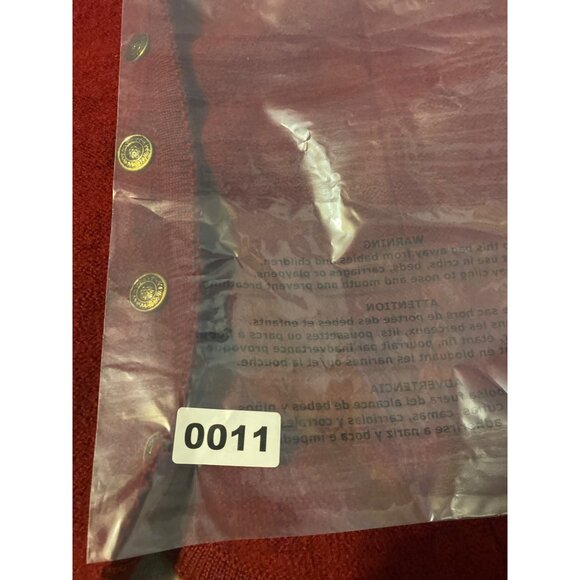 WARNING
this bag away from babies and children.
use in cribs, beds, carriages or playpens.
to nose and mouth and prevent breathing
ATTENTION
sac hors de portée des bébés et enfants.
les berceaux, lits, poussettes ou parcs à
étant fin, pourrait par inadvertance provoque
en bloquant les narines ou/et la bouche.
ADVERTENCIA
bolsa fuera del alcance de bebés y niños
cunas, camas, carriolas y corrales.
a nariz y boca e
0011